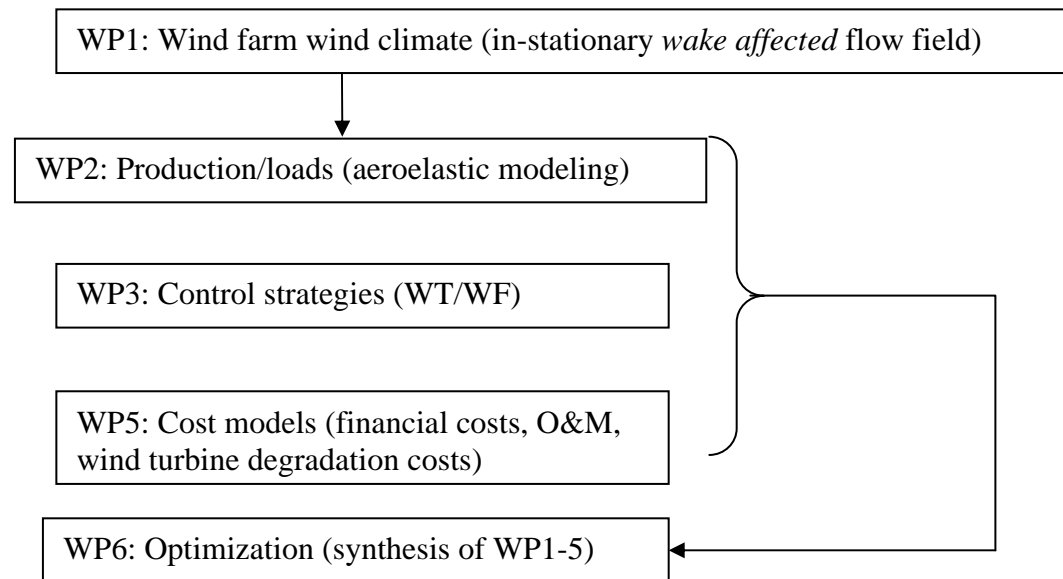 WP1: Wind farm wind climate (in-stationary wake affected flow field)
WP2: Production/loads (aeroelastic modeling)
WP3: Control strategies (WT/WF)
WP5: Cost models (financial costs, O&M,
wind turbine degradation costs)
WP6: Optimization (synthesis of WP1-5)